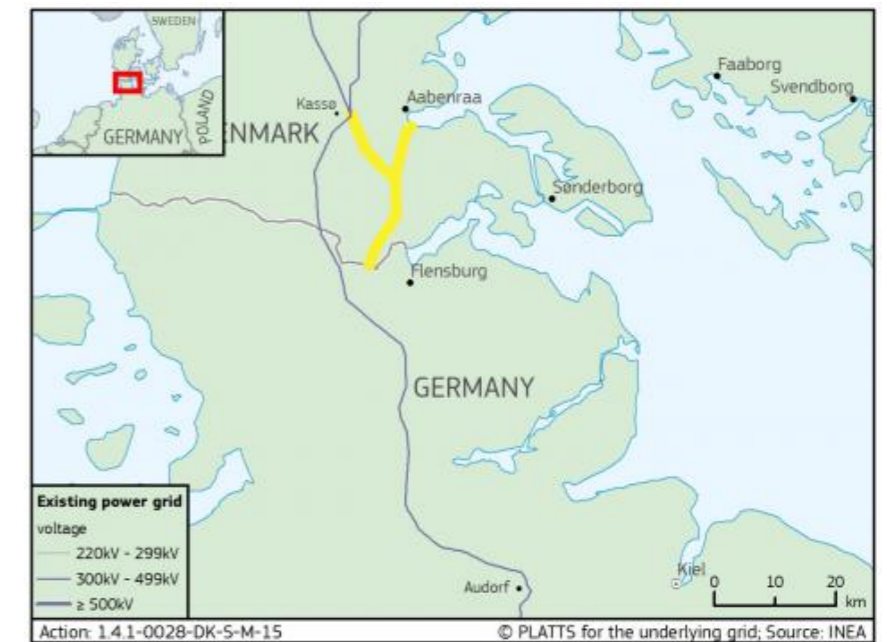 SWEDEN
GERMANY
POLAND
ENMARK
Kassø
Aabenraa
Faaborg
Svendborg
Sønderborg
Flensburg
GERMANY
Existing power grid
voltage
220kV - 299kV
300kV - 499kV
≥ 500kV
Audorf
Kiel
0 10 20
km
Action: 1.4.1-0028-DK-S-M-15
© PLATTS for the underlying grid; Source: INEA